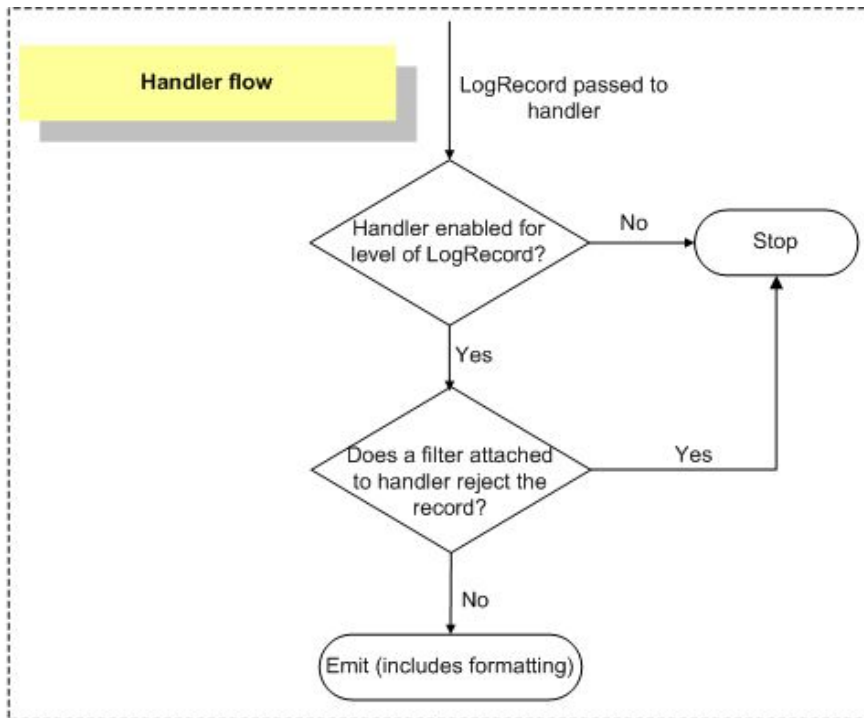 Handler flow
LogRecord passed to
handler
Handler enabled for
level of LogRecord?
No
Stop
Yes
Does a filter attached
to handler reject the
record?
Yes
No
Emit (includes formatting)